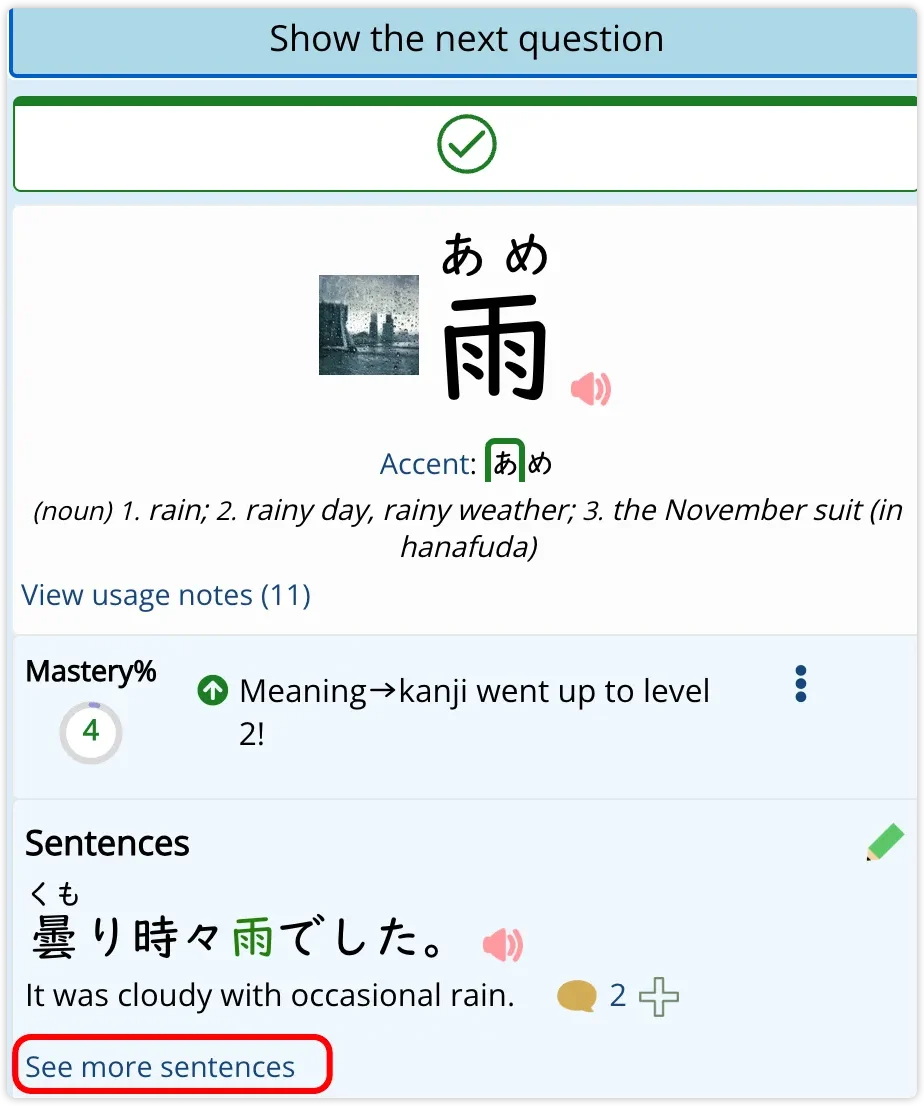 Show the next question
あめ
雨
Accent: あめ
(noun) 1. rain; 2. rainy day, rainy weather; 3. the November suit (in
hanafuda)
View usage notes (11)
Mastery%
4
Meaning→kanji went up to level
2!
Sentences
くも
曇り時々雨でした。
It was cloudy with occasional rain.
2
See more sentences